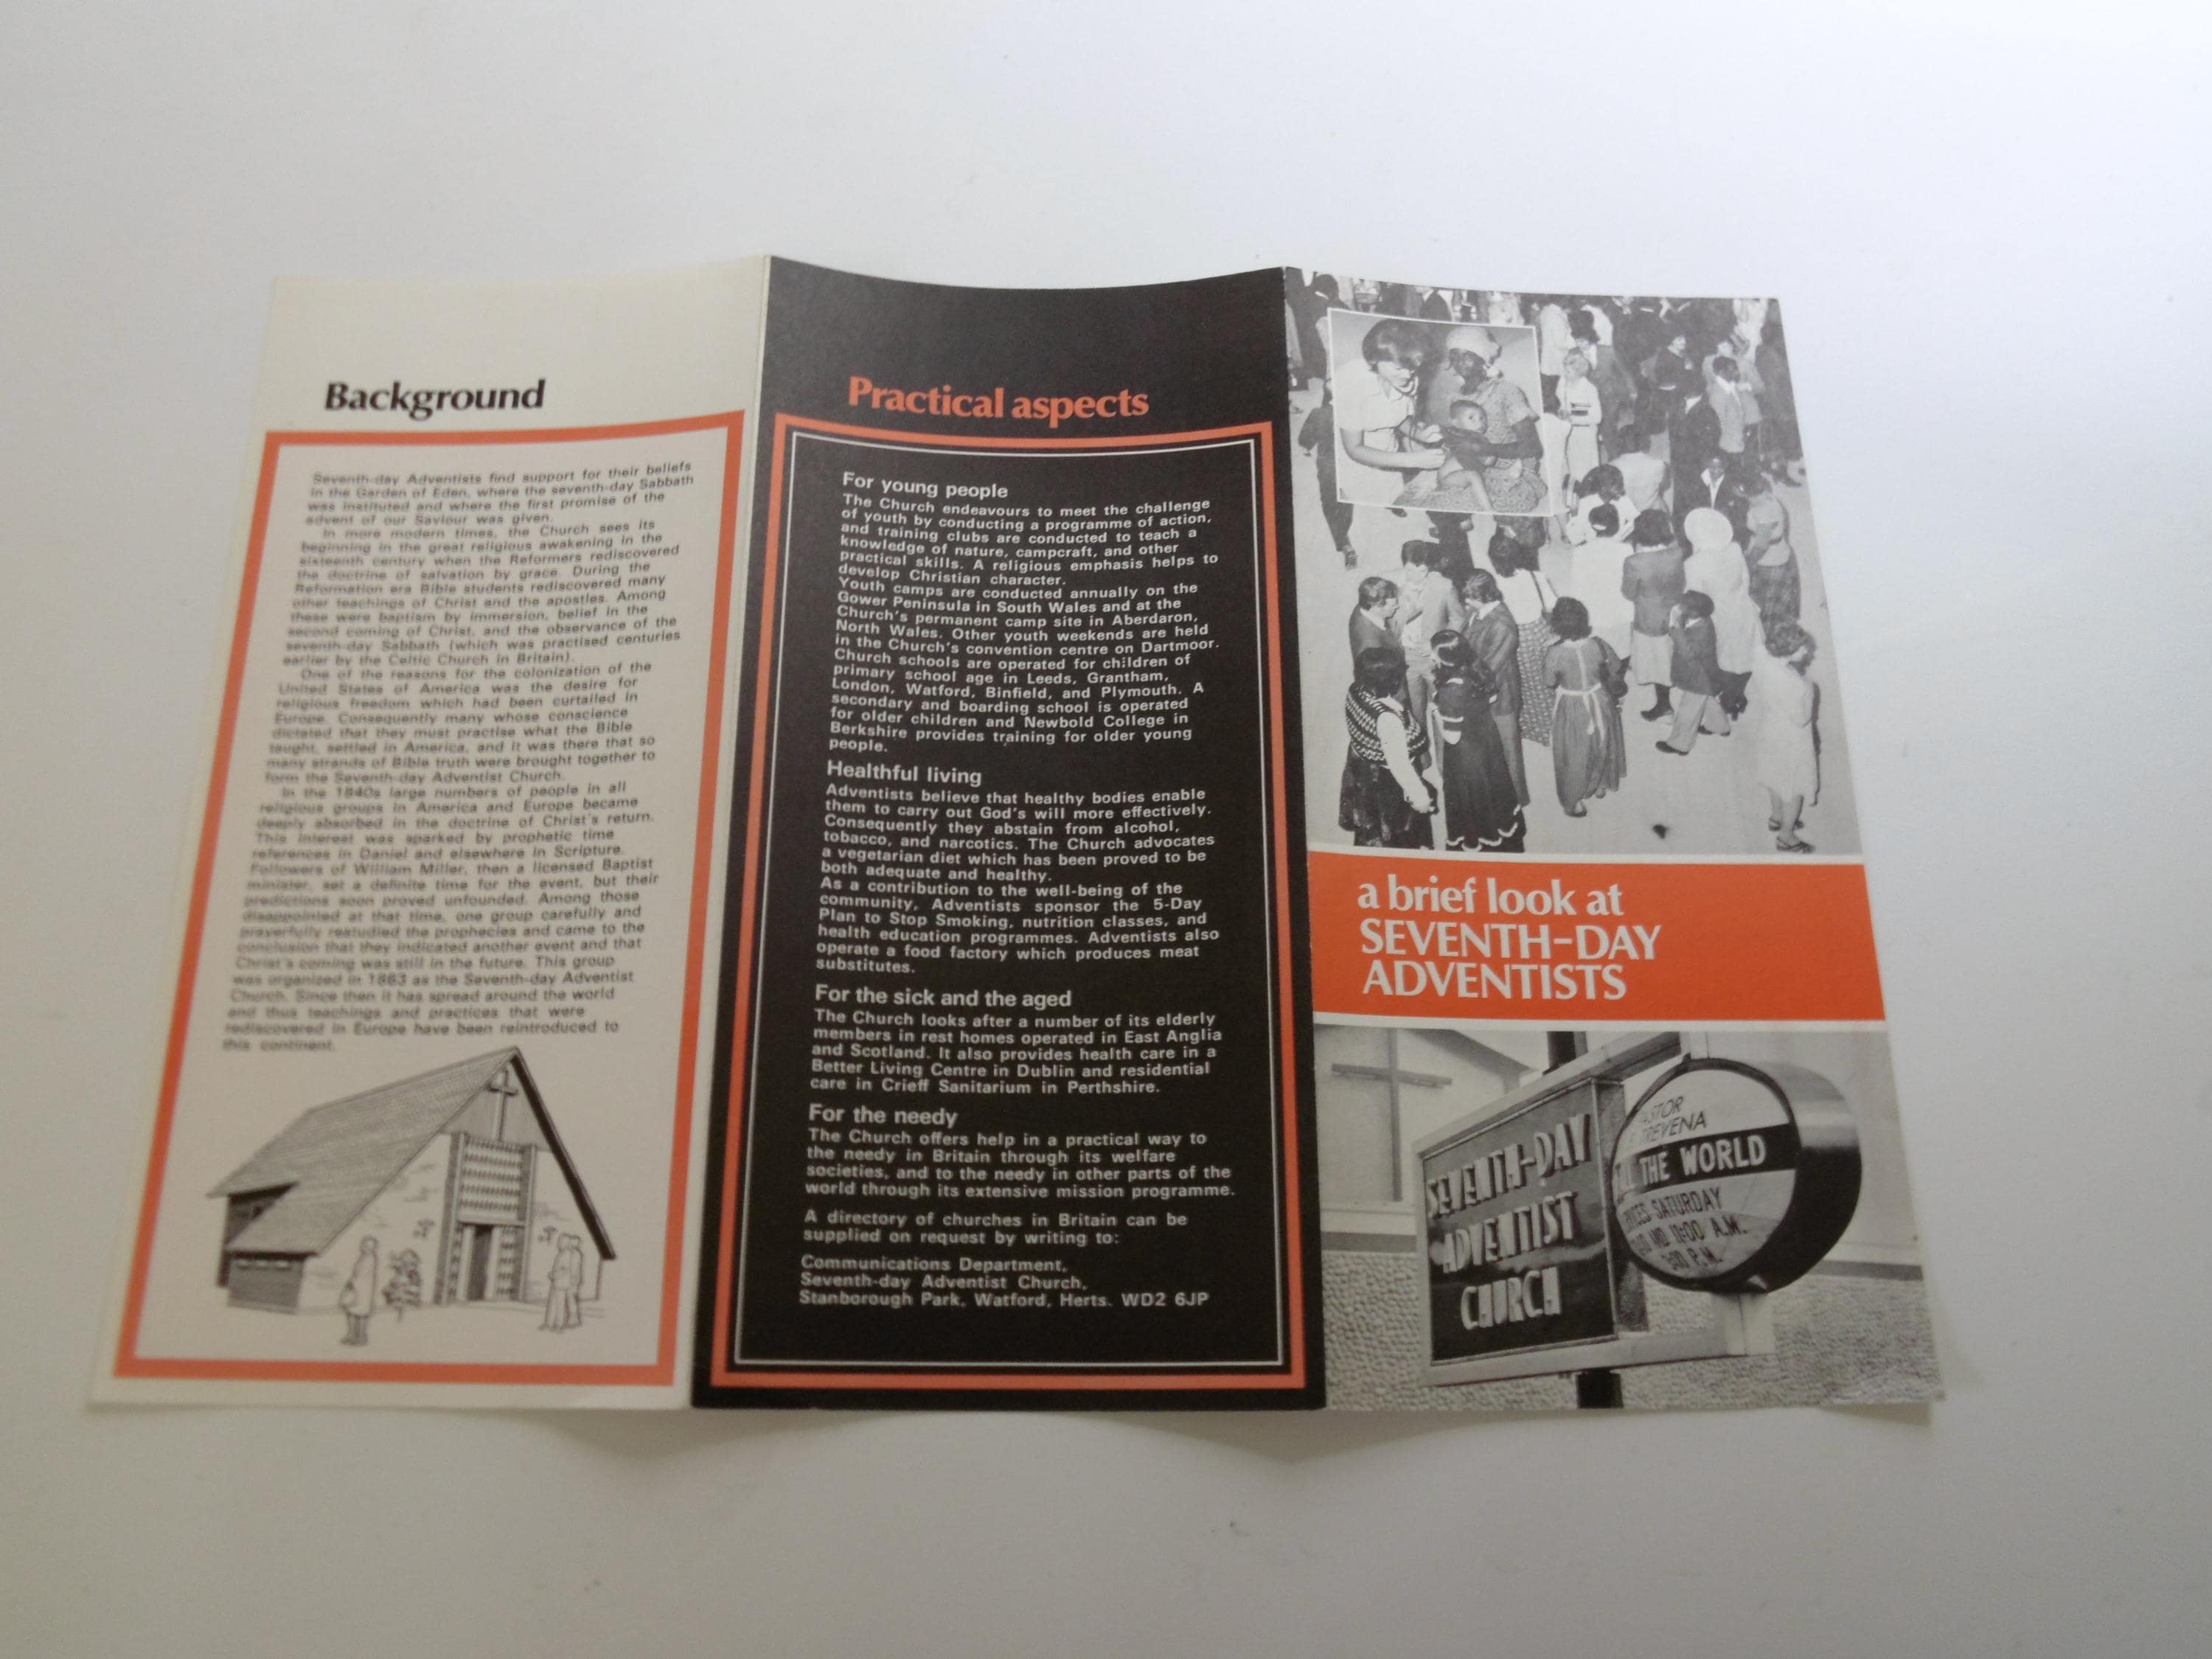 Background
Seventh-day Adventists find support for their beliefs
in the Garden of Eden, where the seventh-day Sabbath
was instituted and where the first promise of the
advent of our Saviour was given.
In more modern times, the Church sees its
beginning in the great religious awakening in the
sixteenth century when the Reformers rediscovered
the doctrine of salvation by grace. During the
Reformation era Bible students rediscovered many
other teachings of Christ and the apostles. Among
these were baptism by immersion, belief in the
second coming of Christ, and the observance of the
seventh-day Sabbath (which was practised centuries
earlier by the Celtic Church in Britain).
One of the reasons for the colonization of the
United States of America was the desire for
religious freedom which had been curtailed in
Europe. Consequently many whose conscience
dictated that they must practise what the Bible
taught, settled in America, and it was there that so
many strands of Bible truth were brought together to
form the Seventh-day Adventist Church.
In the 1840s large numbers of people in all
religious groups in America and Europe became
deeply absorbed in the doctrine of Christ's return.
This interest was sparked by prophetic time
references in Daniel and elsewhere in Scripture.
Followers of William Miller, then a licensed Baptist
minister, set a definite time for the event, but their
predictions soon proved unfounded. Among those
disappointed at that time, one group carefully and
prayerfully restudied the prophecies and came to the
conclusion that they indicated another event and that
Christ's coming was still in the future. This group
was organized in 1863 as the Seventh-day Adventist
Church. Since then it has spread around the world
and thus teachings and practices that were
rediscovered in Europe have been reintroduced to
this continent.
Practical aspects
For young people
The Church endeavours to meet the challenge
of youth by conducting a programme of action,
and training clubs are conducted to teach a
knowledge of nature, campcraft, and other
practical skills. A religious emphasis helps to
develop Christian character.
Youth camps are conducted annually on the
Gower Peninsula in South Wales and at the
Church's permanent camp site in Aberdaron,
North Wales. Other youth weekends are held
in the Church's convention centre on Dartmoor.
Church schools are operated for children of
primary school age in Leeds, Grantham,
London, Watford, Binfield, and Plymouth. A
secondary and boarding school is operated
for older children and Newbold College in
Berkshire provides training for older young
people.
Healthful living
Adventists believe that healthy bodies enable
them to carry out God's will more effectively.
Consequently they abstain from alcohol,
tobacco, and narcotics. The Church advocates
a vegetarian diet which has been proved to be
both adequate and healthy.
As a contribution to the well-being of the
community, Adventists sponsor the 5-Day
Plan to Stop Smoking, nutrition classes, and
health education programmes. Adventists also
operate a food factory which produces meat
substitutes.
For the sick and the aged
The Church looks after a number of its elderly
members in rest homes operated in East Anglia
and Scotland. It also provides health care in a
Better Living Centre in Dublin and residential
care in Crieff Sanitarium in Perthshire.
For the needy
The Church offers help in a practical way to
the needy in Britain through its welfare
societies, and to the needy in other parts of the
world through its extensive mission programme.
A directory of churches in Britain can be
supplied on request by writing to:
Communications Department,
Seventh-day Adventist Church,
Stanborough Park, Watford, Herts. WD2 6JP
a brief look at
SEVENTH-DAY
ADVENTISTS
SEVENTH-DAY
ADVENTIST
CHURCH
THE WORLD
SATURDAY
11:00 A.M.
P.M.